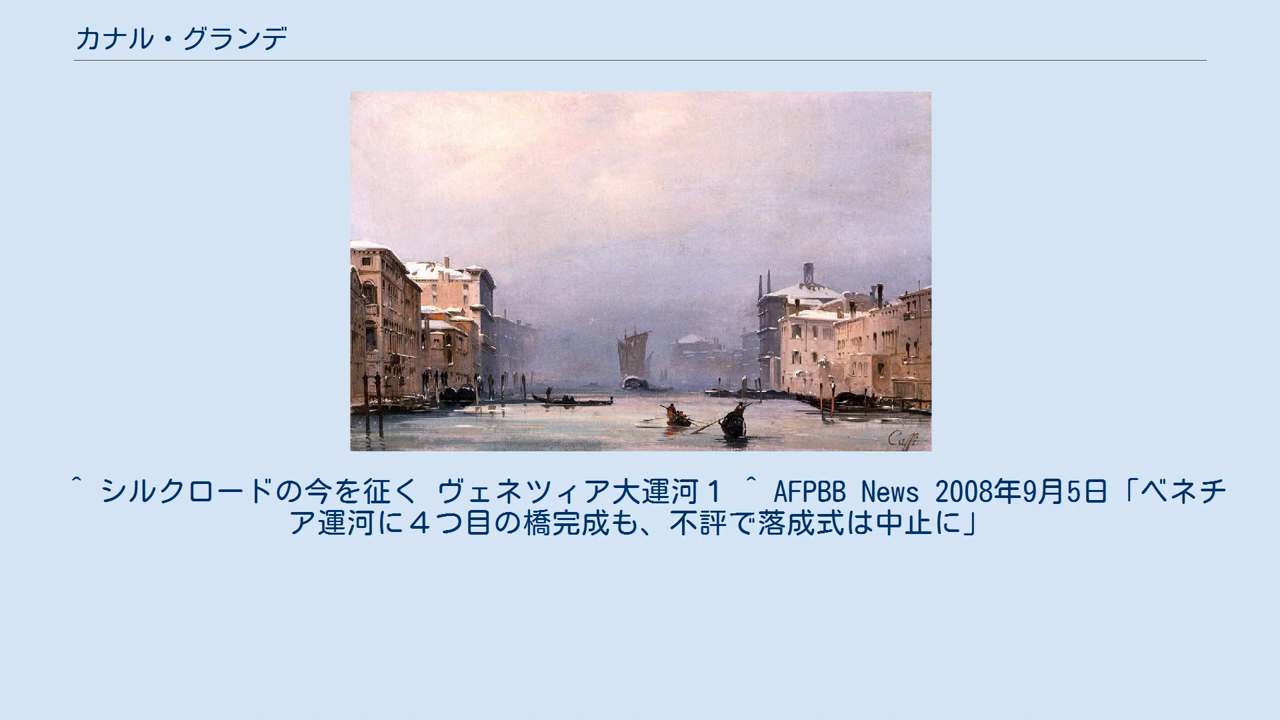 カナル・グランデ
Caffi
^ シルクロードの今を征く ヴェネツィア大運河１ ^ AFPBB News 2008年9月5日「ベネチ
ア運河に４つ目の橋完成も、不評で落成式は中止に」